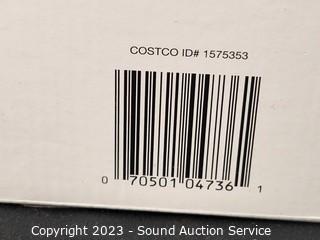 COSTCO ID# 1575353
0 70501 04736 1
Copyright 2023 - Sound Auction Service